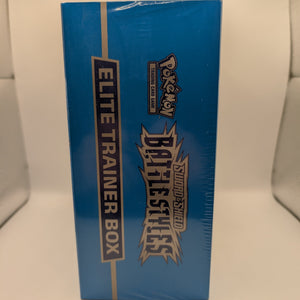 POKÉMON
TRADING CARD GAME
SWORD & SHIELD
BATTLE STYLES
ELITE TRAINER BOX